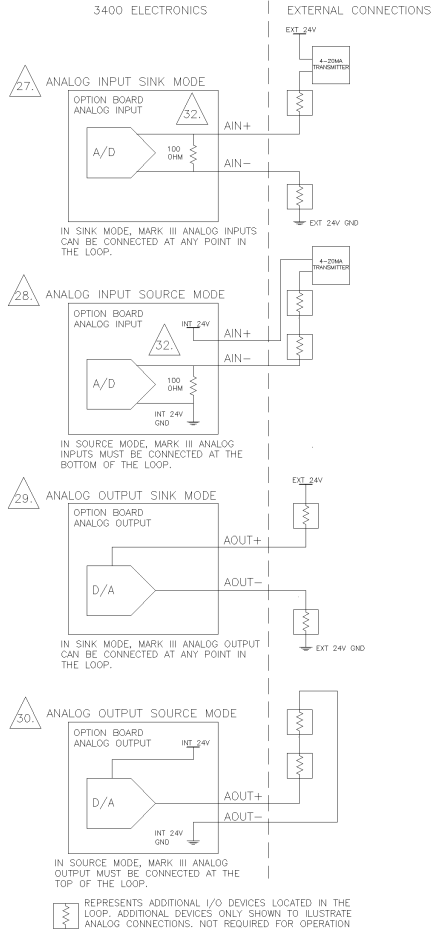 3400 ELECTRONICS
EXTERNAL CONNECTIONS
EXT 24V
4-20MA
TRANSMITTER
27.
ANALOG INPUT SINK MODE
OPTION BOARD
ANALOG INPUT
32.
A/D
100
OHM
AIN+
AIN-
EXT 24V GND
IN SINK MODE, MARK III ANALOG INPUTS
CAN BE CONNECTED AT ANY POINT IN
THE LOOP.
4-20MA
TRANSMITTER
28.
ANALOG INPUT SOURCE MODE
OPTION BOARD
ANALOG INPUT
INT 24V
32.
AIN+
AIN-
A/D
100
OHM
INT 24V
GND
IN SOURCE MODE, MARK III ANALOG
INPUTS MUST BE CONNECTED AT THE
BOTTOM OF THE LOOP.
29.
ANALOG OUTPUT SINK MODE
EXT 24V
OPTION BOARD
ANALOG OUTPUT
AOUT+
D/A
AOUT-
EXT 24V GND
IN SINK MODE, MARK III ANALOG OUTPUT
CAN BE CONNECTED AT ANY POINT IN
THE LOOP.
30.
ANALOG OUTPUT SOURCE MODE
OPTION BOARD
ANALOG OUTPUT
INT 24V
D/A
AOUT+
AOUT-
INT 24V
GND
IN SOURCE MODE, MARK III ANALOG
OUTPUT MUST BE CONNECTED AT THE
TOP OF THE LOOP.
REPRESENTS ADDITIONAL I/O DEVICES LOCATED IN THE
LOOP. ADDITIONAL DEVICES ONLY SHOWN TO ILUSTRATE
ANALOG CONNECTIONS. NOT REQUIRED FOR OPERATION